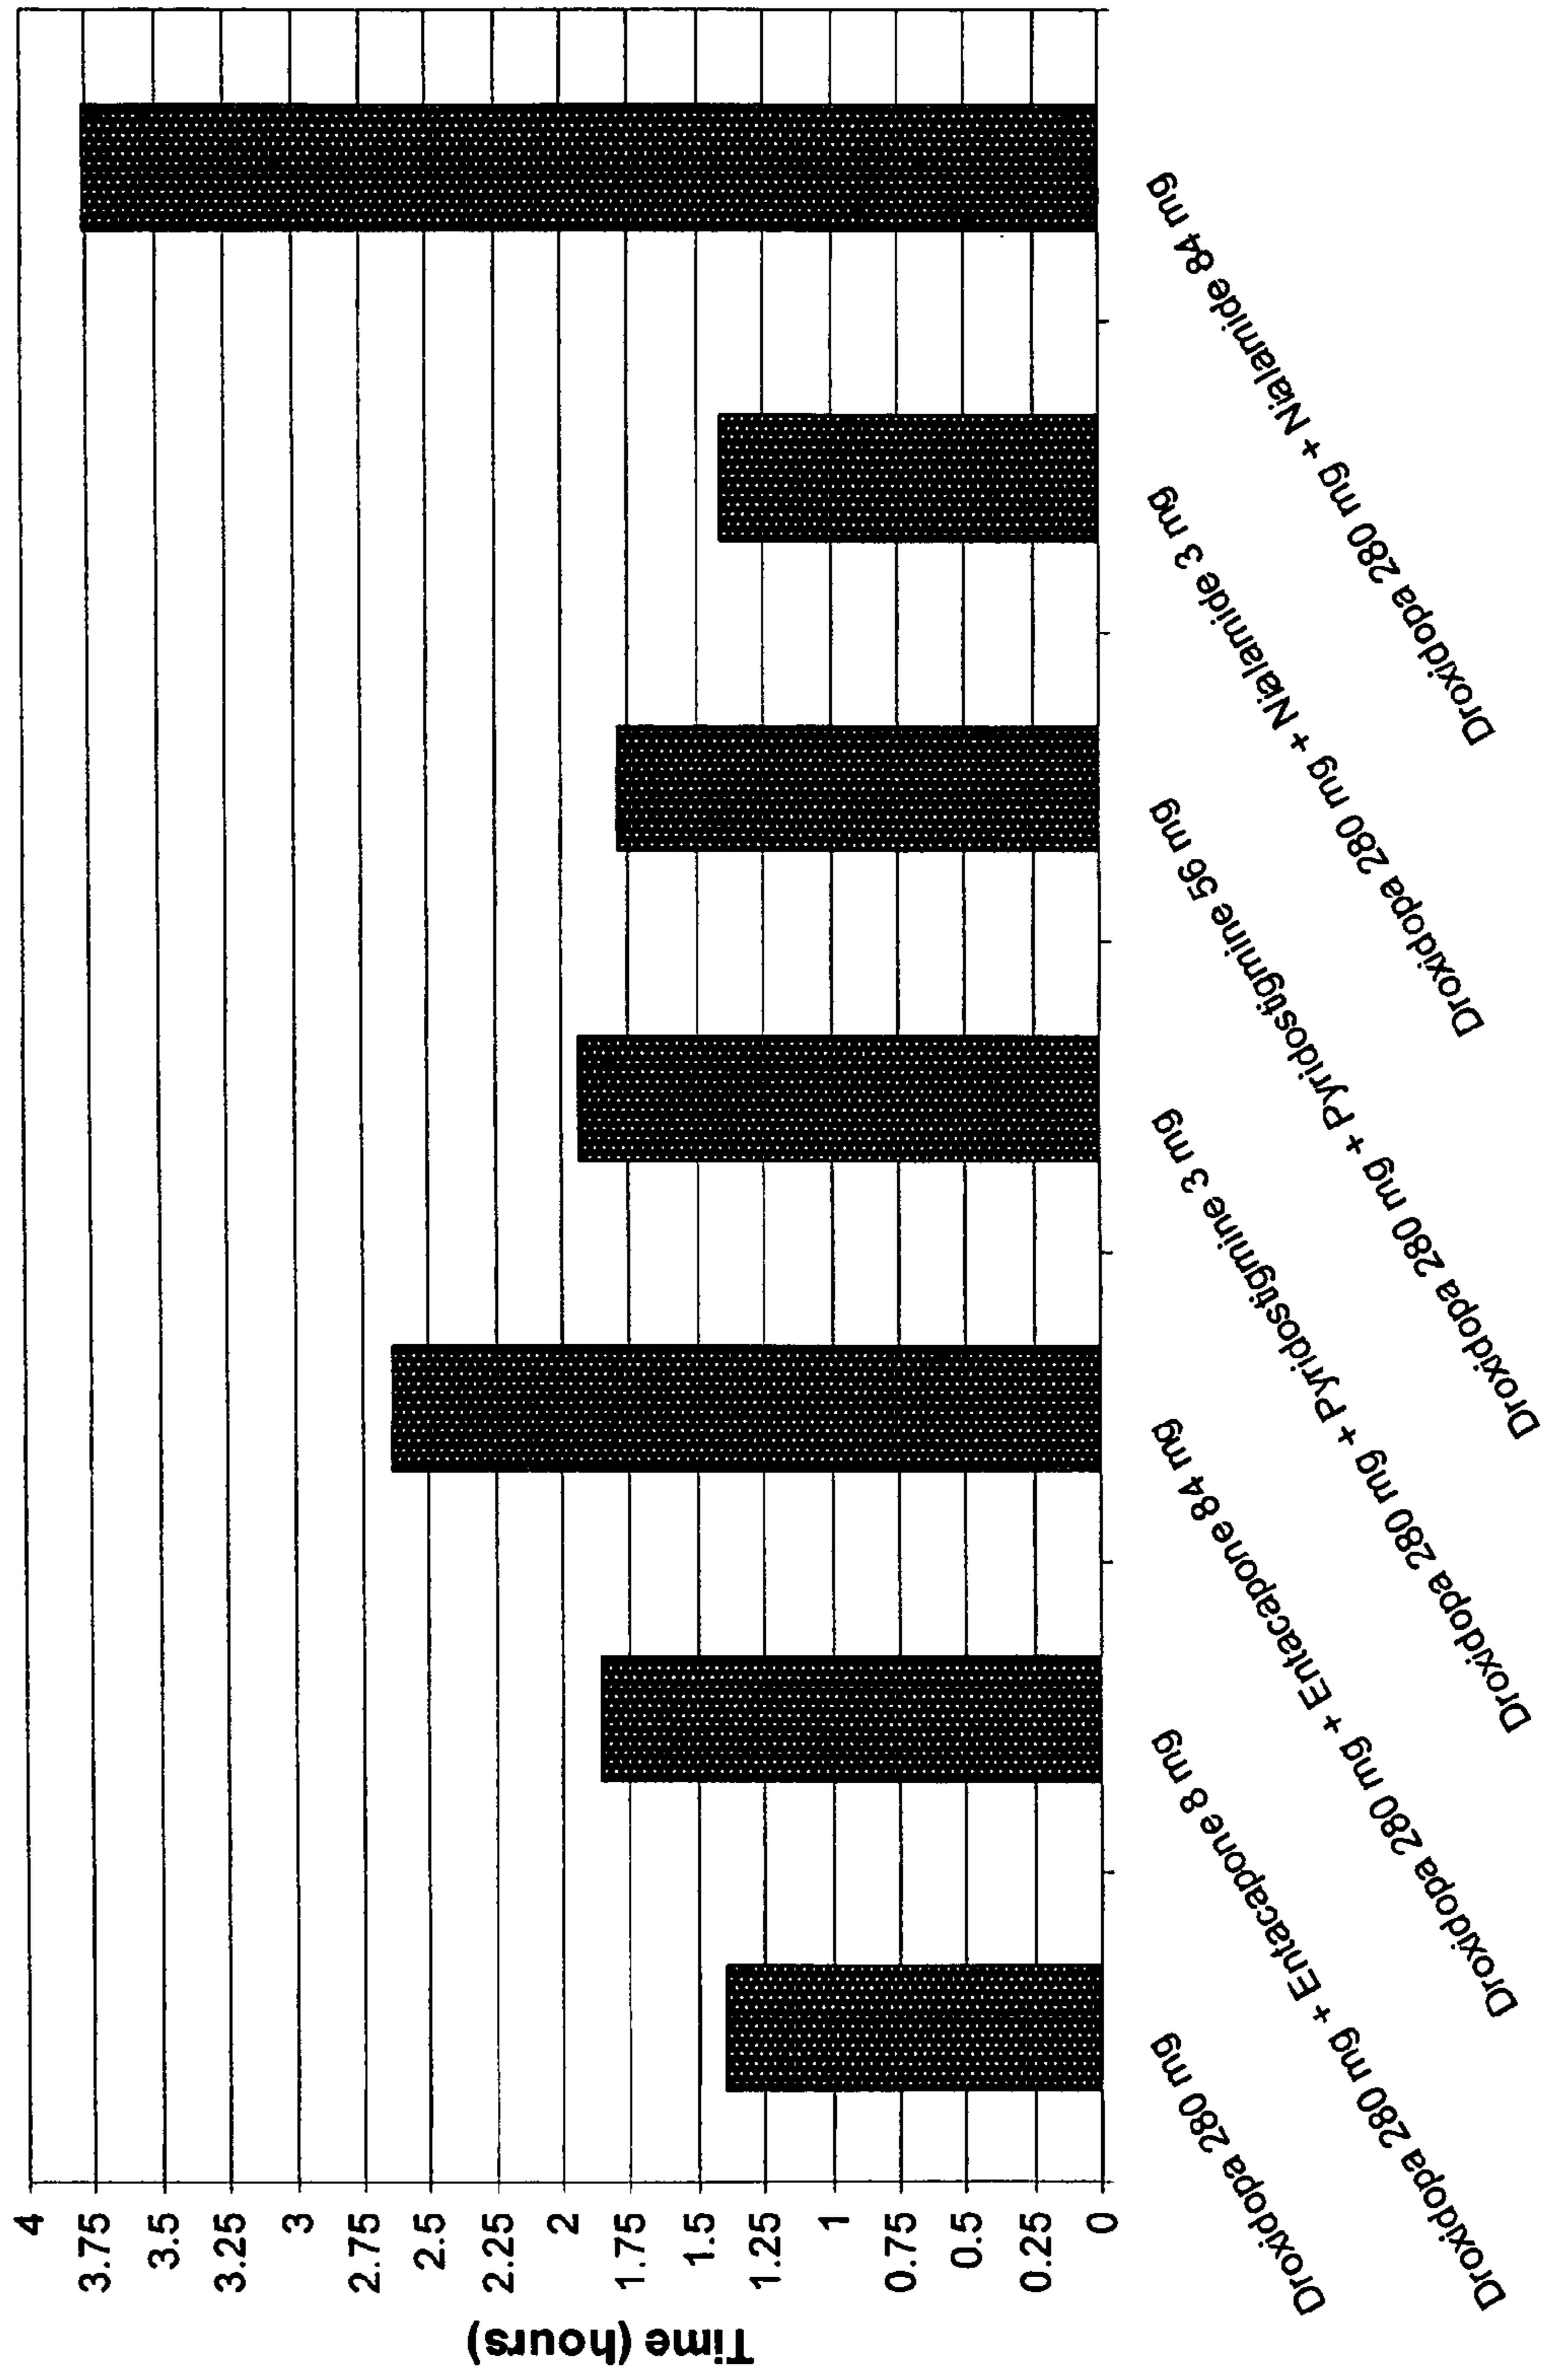 Time (hours)
4
3.75
3.5
3.25
3
2.75
2.5
2.25
2
1.75
1.5
1.25
1
0.75
0.5
0.25
0
Droxidopa 280 mg
Droxidopa 280 mg + Entacapone 8 mg
Droxidopa 280 mg + Entacapone 84 mg
Droxidopa 280 mg + Pyridostigmine 3 mg
Droxidopa 280 mg + Pyridostigmine 56 mg
Droxidopa 280 mg + Nialamide 3 mg
Droxidopa 280 mg + Nialamide 84 mg